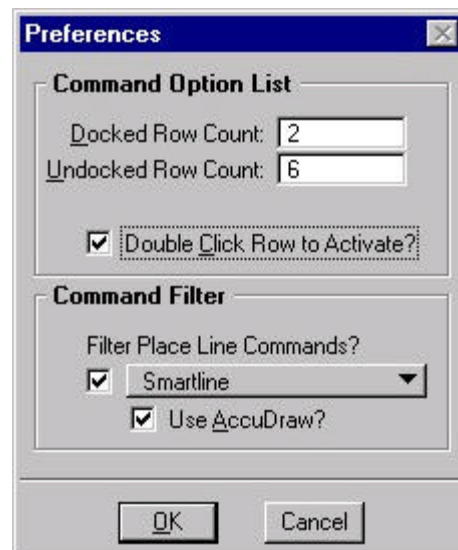 Preferences
Command Option List
Docked Row Count: 2
Undocked Row Count: 6
Double Click Row to Activate?
Command Filter
Filter Place Line Commands?
Smartline
Use AccuDraw?
OK Cancel